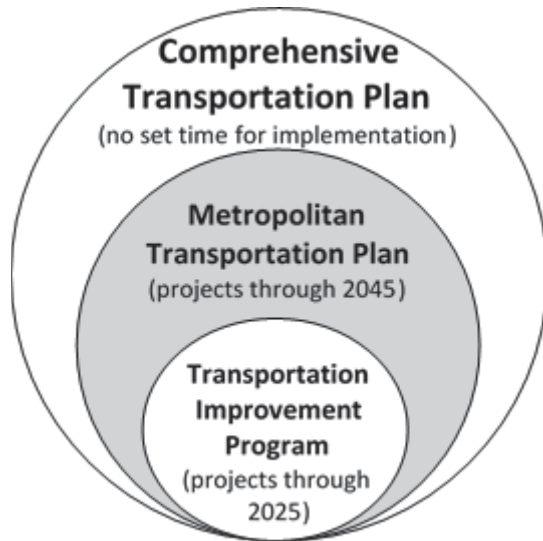 Comprehensive
Transportation Plan
(no set time for implementation)
Metropolitan
Transportation Plan
(projects through 2045)
Transportation
Improvement
Program
(projects through
2025)